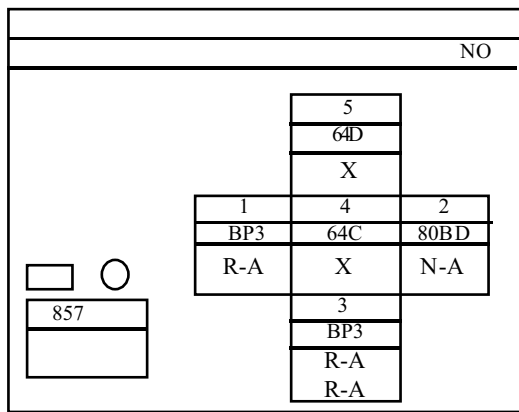 NO
5
64D
X
1 4 2
BP3 64C 80BD
R-A X N-A
3
857
BP3
R-A
R-A